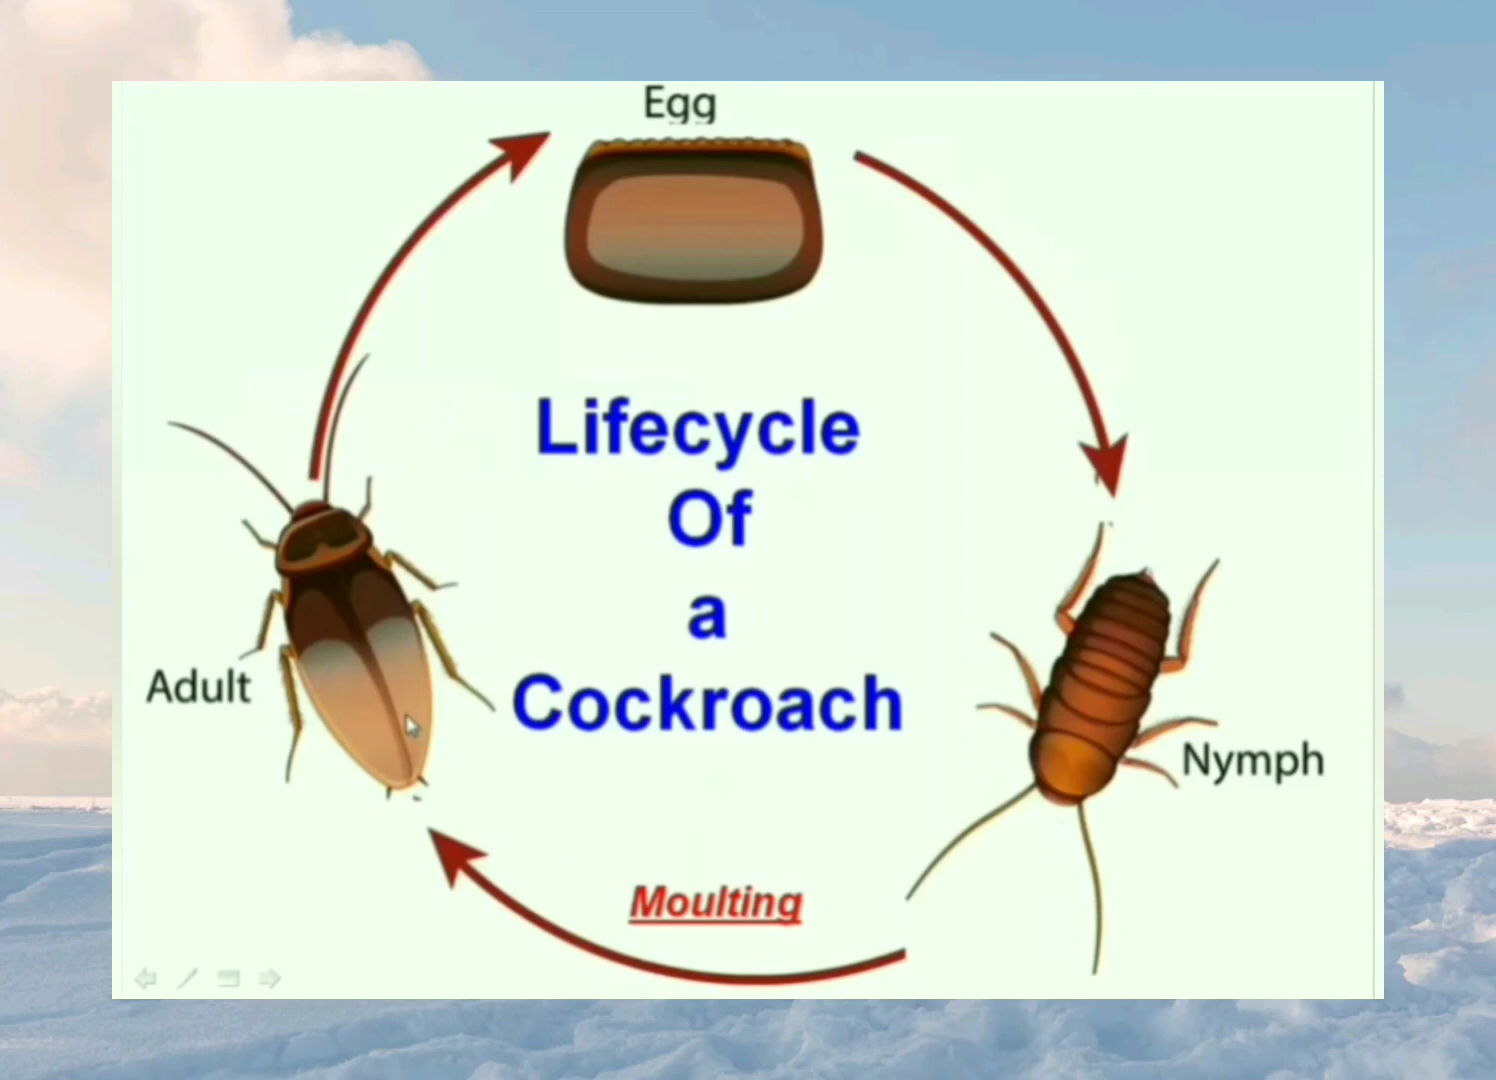 Egg
Lifecycle
Of
a
Cockroach
Adult
Nymph
Moulting